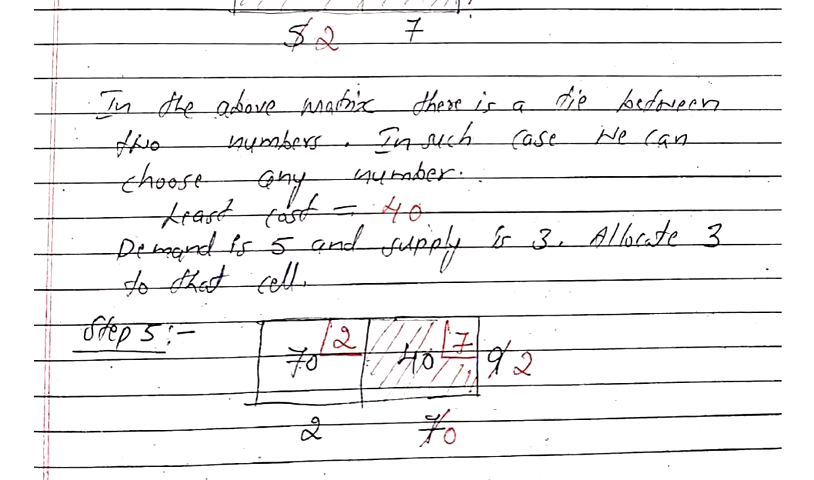 5 2 7
In the above matrix there is a tie between
two numbers. In such case we can
choose any number.
Least cost = 40
Demand is 5 and supply is 3. Allocate 3
to that cell.
Step 5 :-
70 2 40 7 9 2
2 7 0